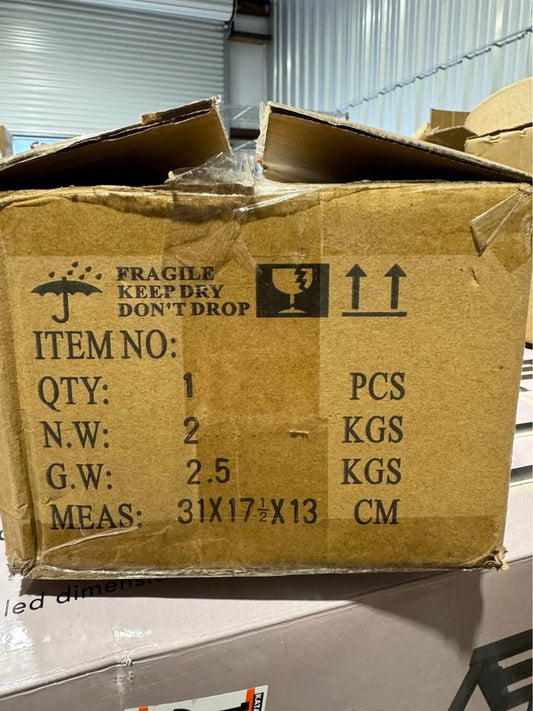 FRAGILE
KEEP DRY
DON'T DROP
ITEM NO:
QTY: 1 PCS
N.W: 2 KGS
G.W: 2.5 KGS
MEAS: 31X17½X13 CM
led
KATA